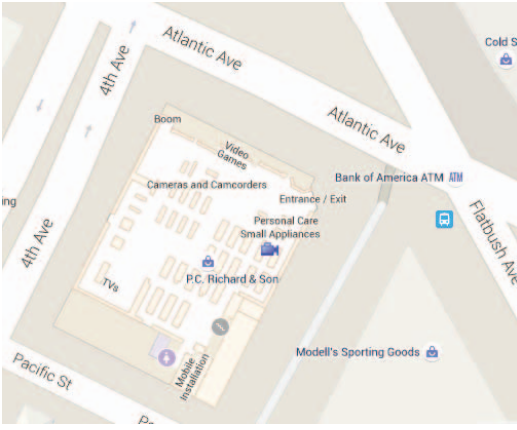 Atlantic Ave
Cold S
4th Ave
Atlantic Ave
Boom
Video
Games
Cameras and Camcorders
Bank of America ATM ATM
Entrance / Exit
ing
Personal Care
Small Appliances
Flatbush Ave
4th Ave
P.C. Richard & Son
TVs
Modell's Sporting Goods
Mobile
Installation
Pacific St
Pa